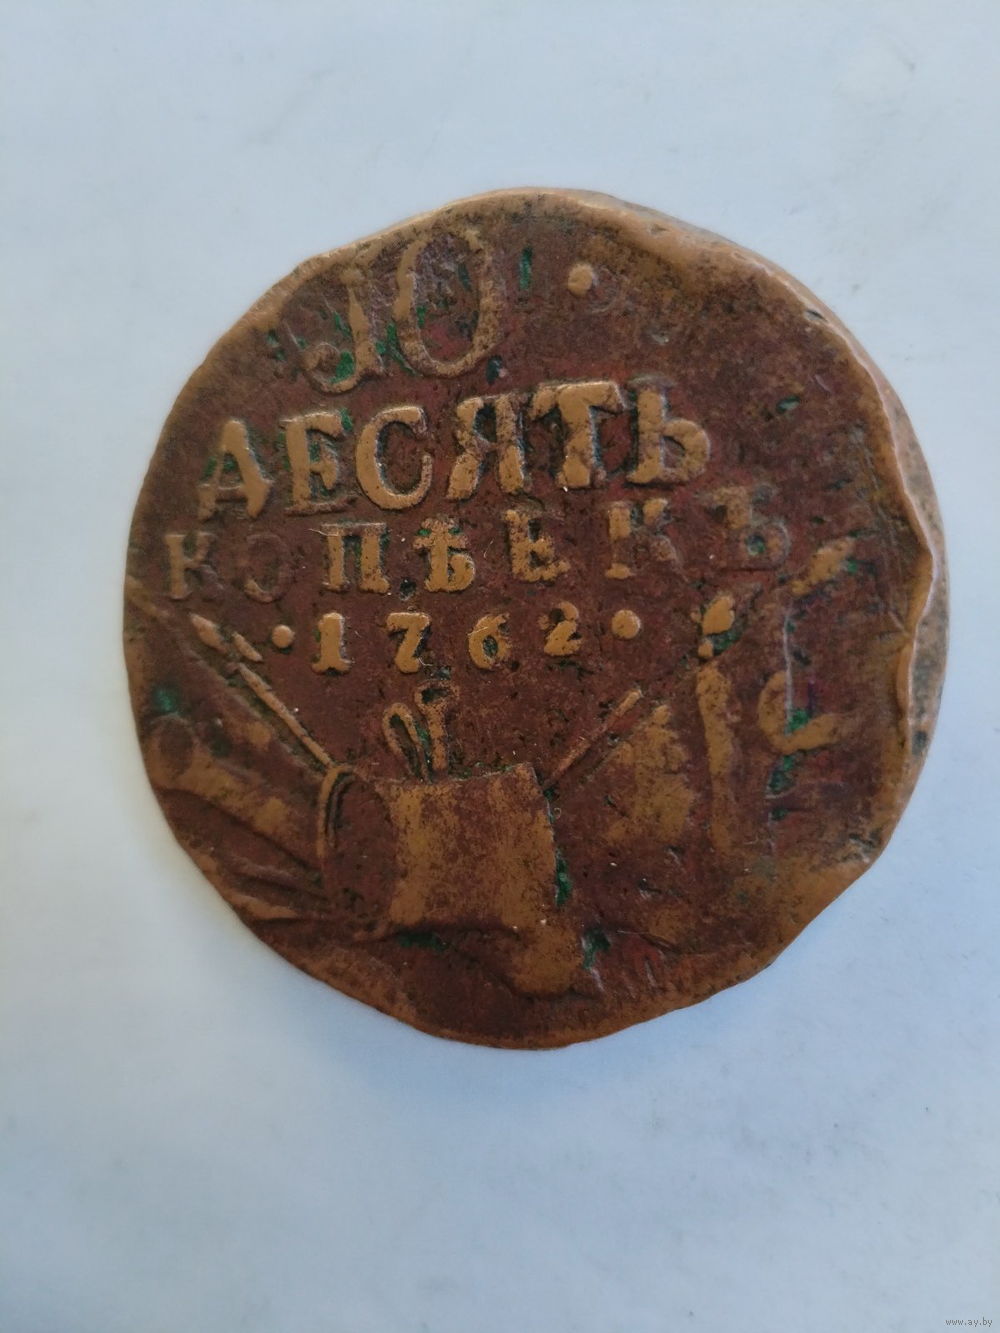 10 ·
ДЕСЯТЬ
КОПѢЕКЪ
· 1762 ·
www.ay.by